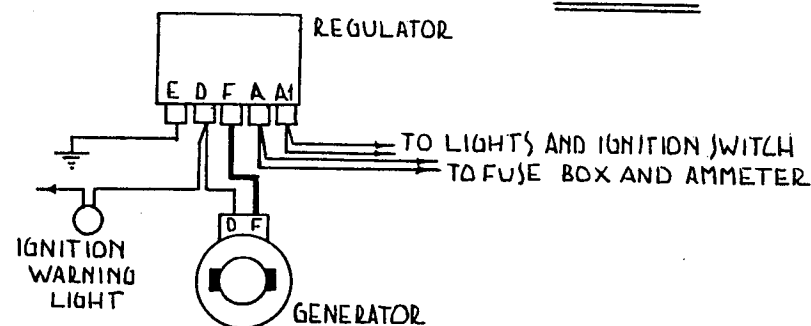 REGULATOR
E D F A A1
TO LIGHTS AND IGNITION SWITCH
TO FUSE BOX AND AMMETER
D F
IGNITION
WARNING
LIGHT
GENERATOR